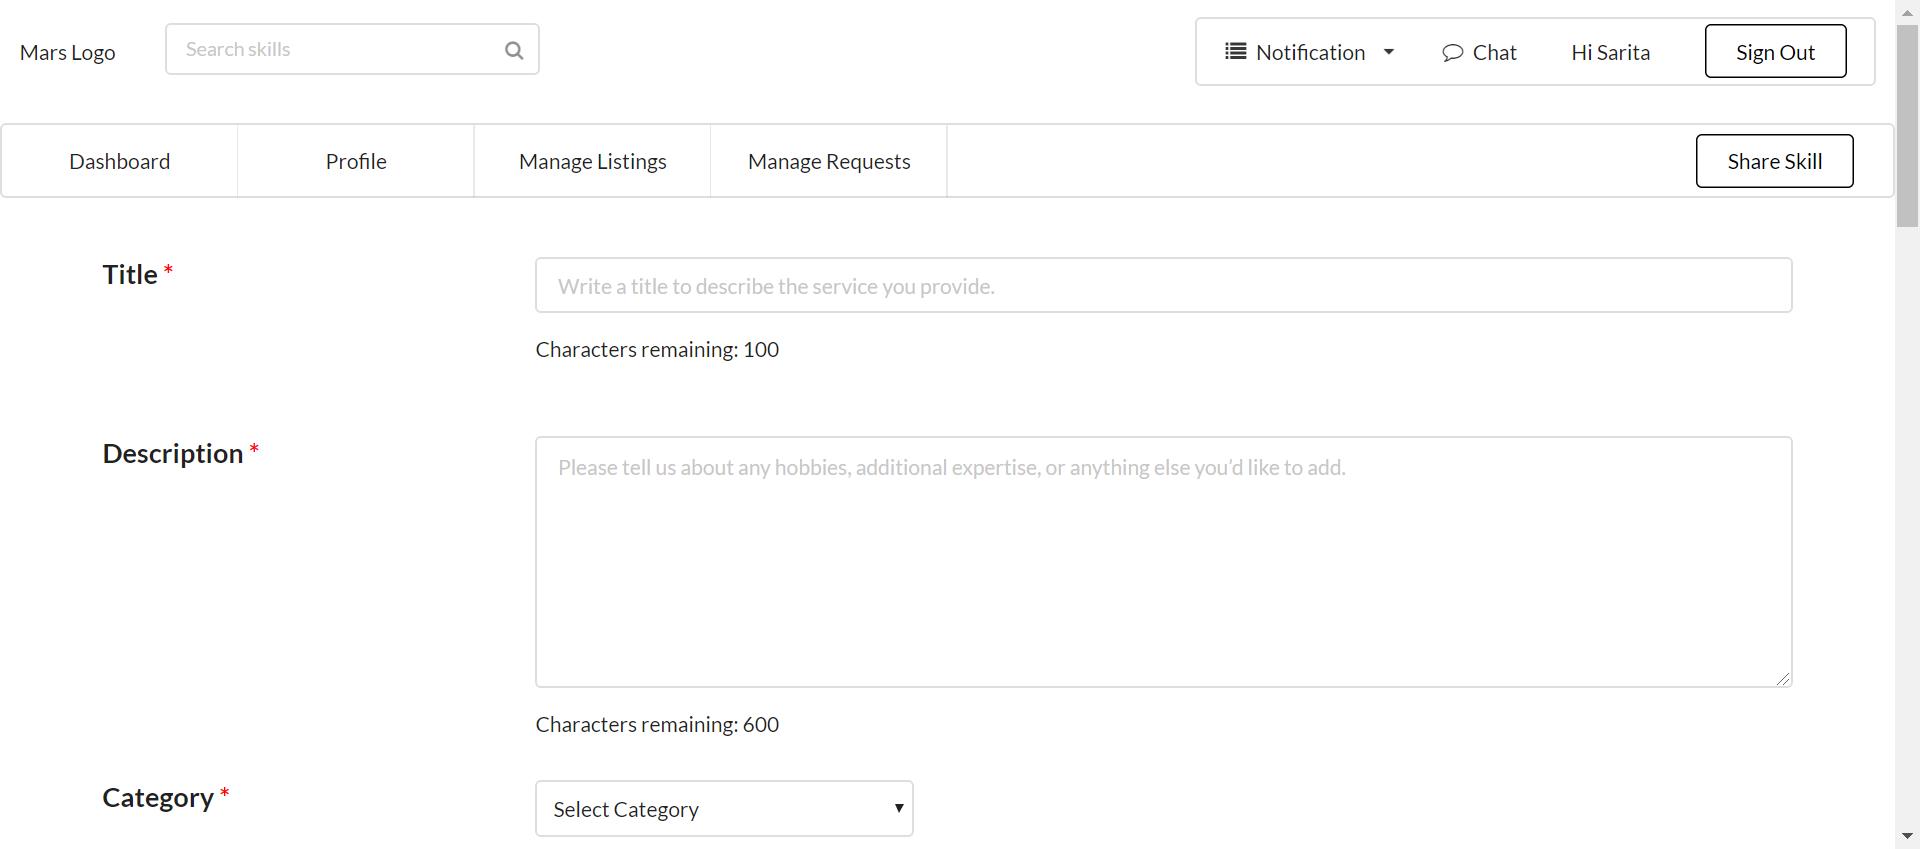 Mars Logo
Search skills
Notification
Chat
Hi Sarita
Sign Out
Dashboard
Profile
Manage Listings
Manage Requests
Share Skill
Title *
Write a title to describe the service you provide.
Characters remaining: 100
Description *
Please tell us about any hobbies, additional expertise, or anything else you'd like to add.
Characters remaining: 600
Category *
Select Category